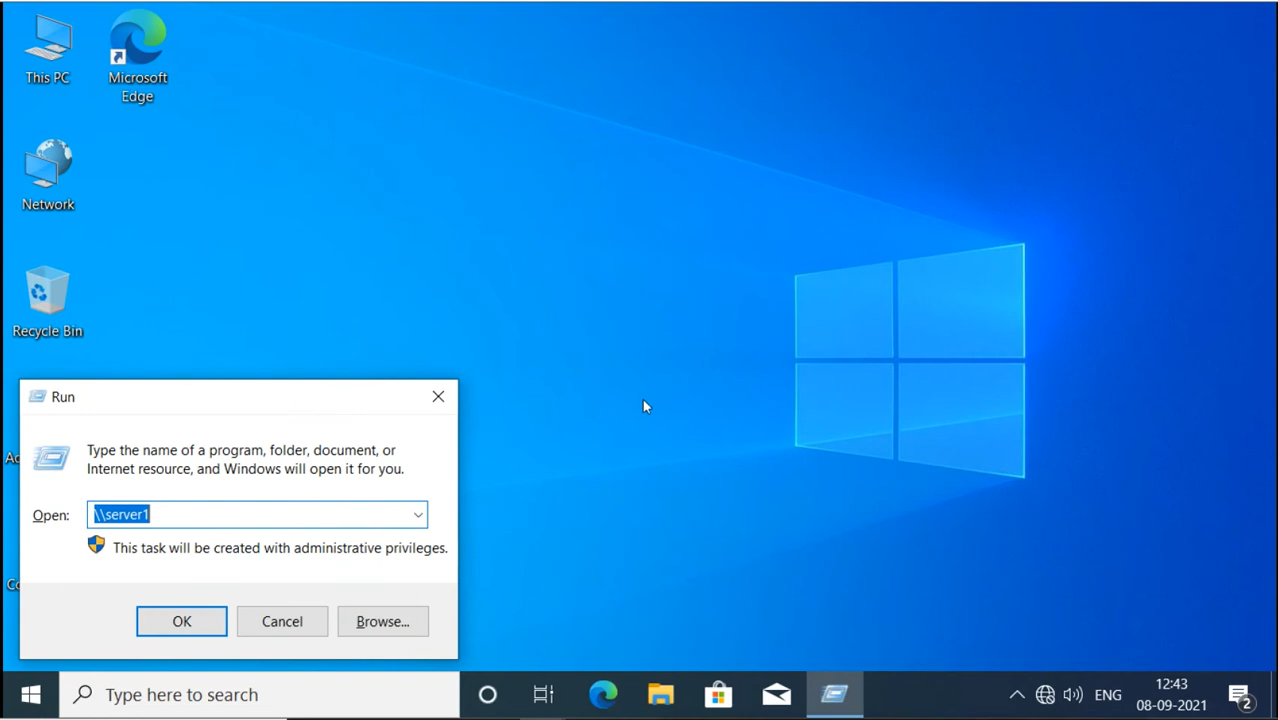 This PC
Microsoft
Edge
Network
Recycle Bin
Run
Type the name of a program, folder, document, or
Internet resource, and Windows will open it for you.
Open:
\\server1
This task will be created with administrative privileges.
OK
Cancel
Browse...
Type here to search
ENG
12:43
08-09-2021
2